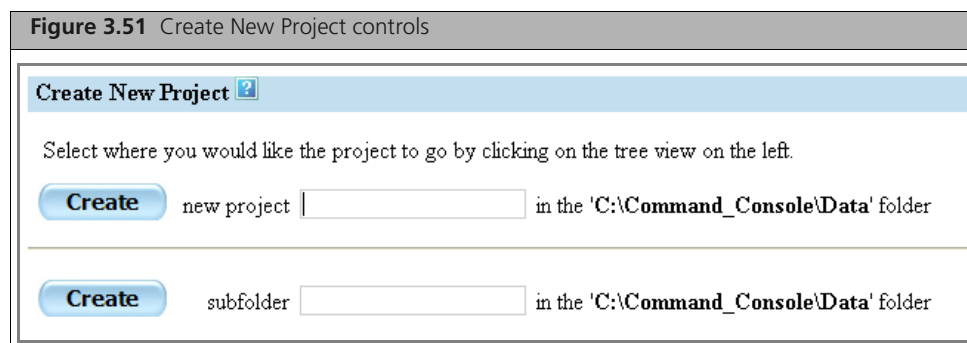 Figure 3.51 Create New Project controls
Create New Project ?
Select where you would like the project to go by clicking on the tree view on the left.
Create new project in the 'C:\Command_Console\Data' folder
Create subfolder in the 'C:\Command_Console\Data' folder